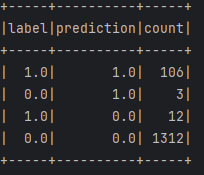 +-----+----------+-----+
|label|prediction|count|
+-----+----------+-----+
|  1.0|       1.0|  106|
|  0.0|       1.0|    3|
|  1.0|       0.0|   12|
|  0.0|       0.0| 1312|
+-----+----------+-----+